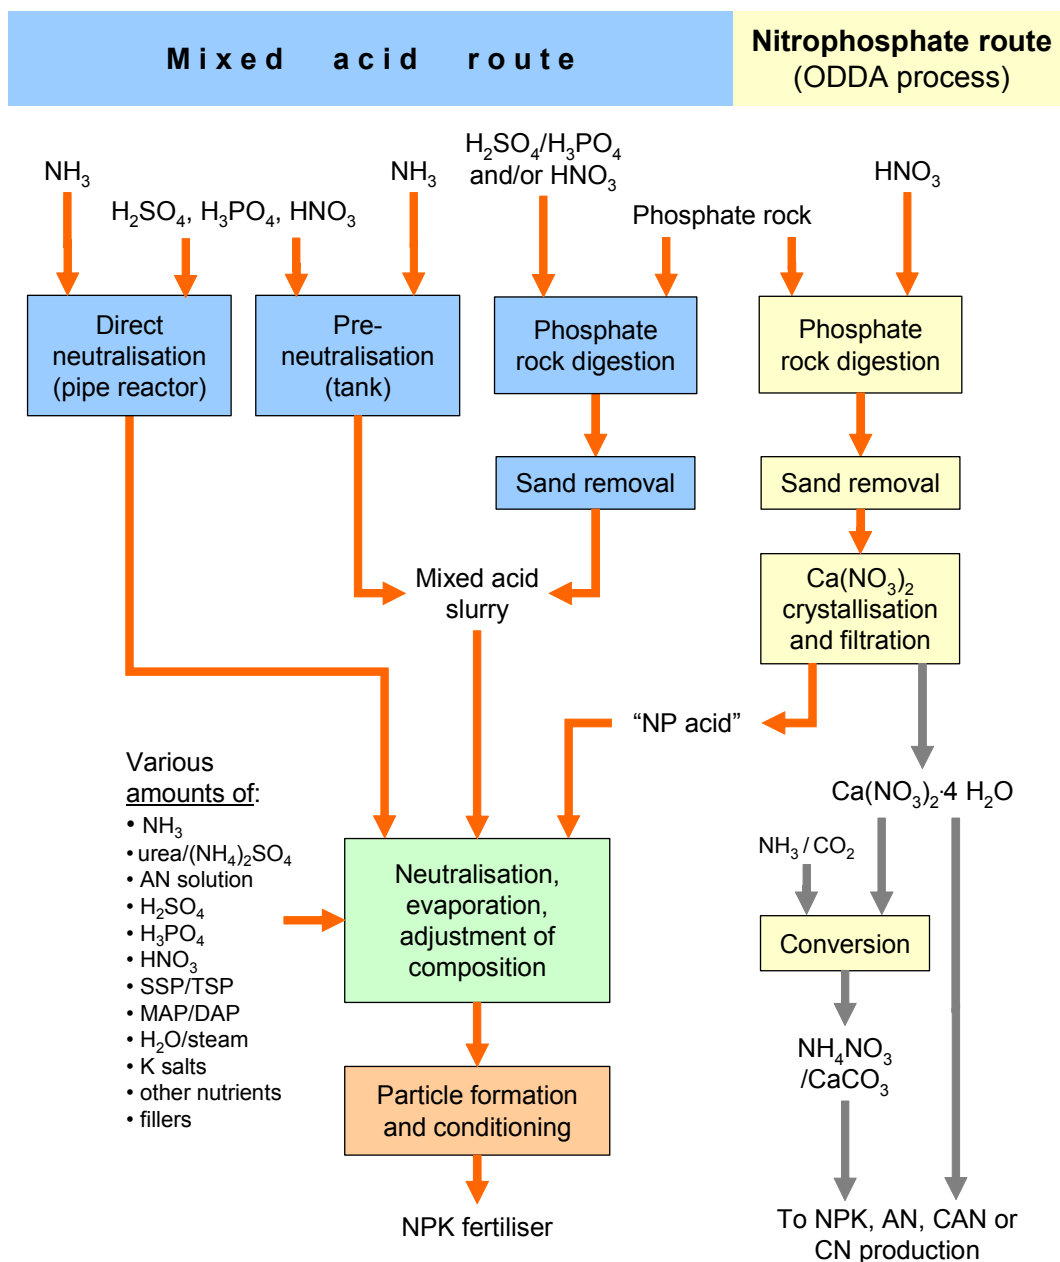 Mixed acid route
Nitrophosphate route
(ODDA process)
NH₃
H₂SO₄, H₃PO₄, HNO₃
NH₃
H₂SO₄/H₃PO₄
and/or HNO₃
Phosphate rock
HNO₃
Direct
neutralisation
(pipe reactor)
Pre-
neutralisation
(tank)
Phosphate
rock digestion
Phosphate
rock digestion
Sand removal
Sand removal
Mixed acid
slurry
Ca(NO₃)₂
crystallisation
and filtration
“NP acid”
Ca(NO₃)₂·4 H₂O
Various
amounts of:
• NH₃
• urea/(NH₄)₂SO₄
• AN solution
• H₂SO₄
• H₃PO₄
• HNO₃
• SSP/TSP
• MAP/DAP
• H₂O/steam
• K salts
• other nutrients
• fillers
Neutralisation,
evaporation,
adjustment of
composition
NH₃ / CO₂
Conversion
NH₄NO₃
/CaCO₃
Particle formation
and conditioning
NPK fertiliser
To NPK, AN, CAN or
CN production